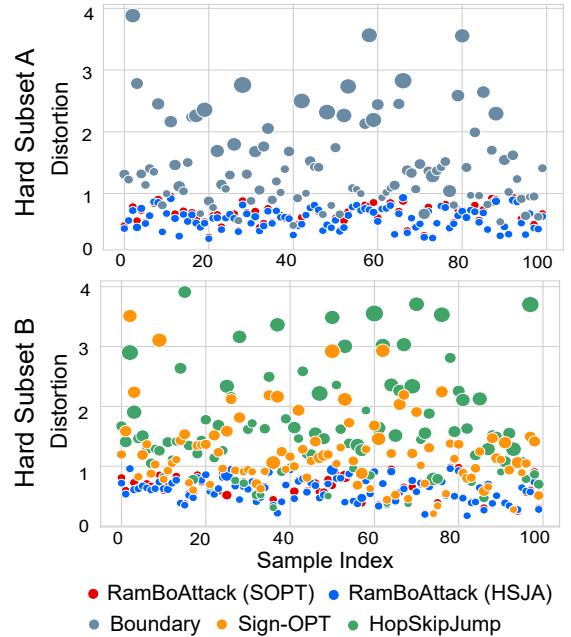 Hard Subset A
Distortion
4
3
2
1
0
0 20 40 60 80 100
Hard Subset B
Distortion
4
3
2
1
0
0 20 40 60 80 100
Sample Index
RamBoAttack (SOPT) RamBoAttack (HSJA)
Boundary Sign-OPT HopSkipJump